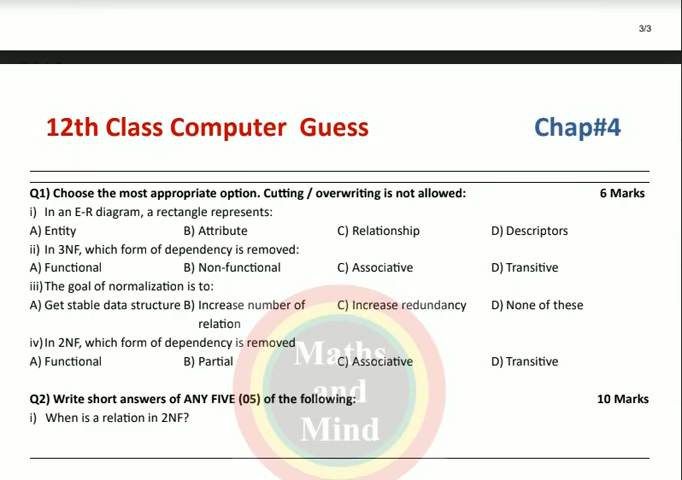 3/3
12th Class Computer Guess Chap#4
Q1) Choose the most appropriate option. Cutting / overwriting is not allowed: 6 Marks
i) In an E-R diagram, a rectangle represents:
A) Entity B) Attribute C) Relationship D) Descriptors
ii) In 3NF, which form of dependency is removed:
A) Functional B) Non-functional C) Associative D) Transitive
iii) The goal of normalization is to:
A) Get stable data structure B) Increase number of C) Increase redundancy D) None of these
relation
iv) In 2NF, which form of dependency is removed
A) Functional B) Partial C) Associative D) Transitive
Q2) Write short answers of ANY FIVE (05) of the following: 10 Marks
i) When is a relation in 2NF?
Maths
and
Mind